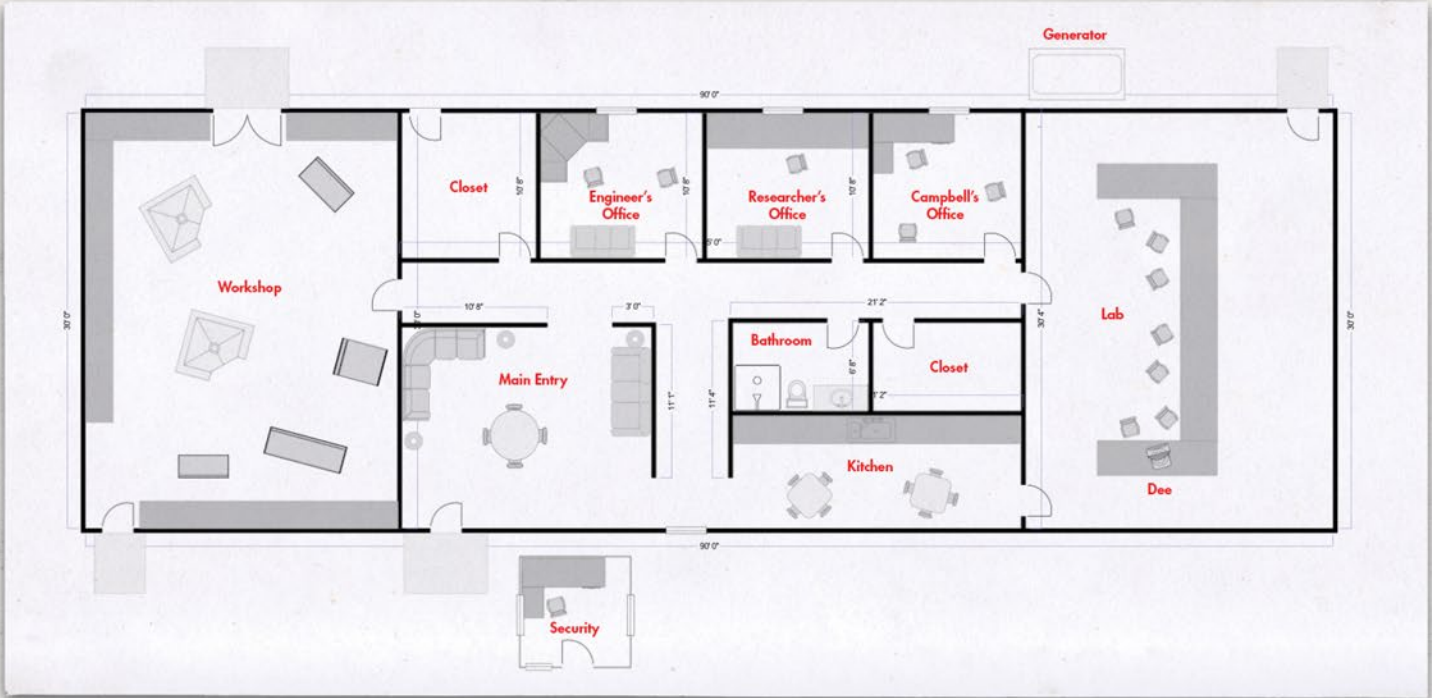 Generator
90' 0"
Closet
10' 8"
Engineer's
Office
10' 8"
Researcher's
Office
10' 8"
Campbell's
Office
Workshop
30' 0"
10' 8"
3' 0"
21' 2"
30' 4"
Lab
30' 0"
Bathroom
6' 8"
Closet
Main Entry
11' 1"
11' 4"
Kitchen
Dee
90' 0"
Security